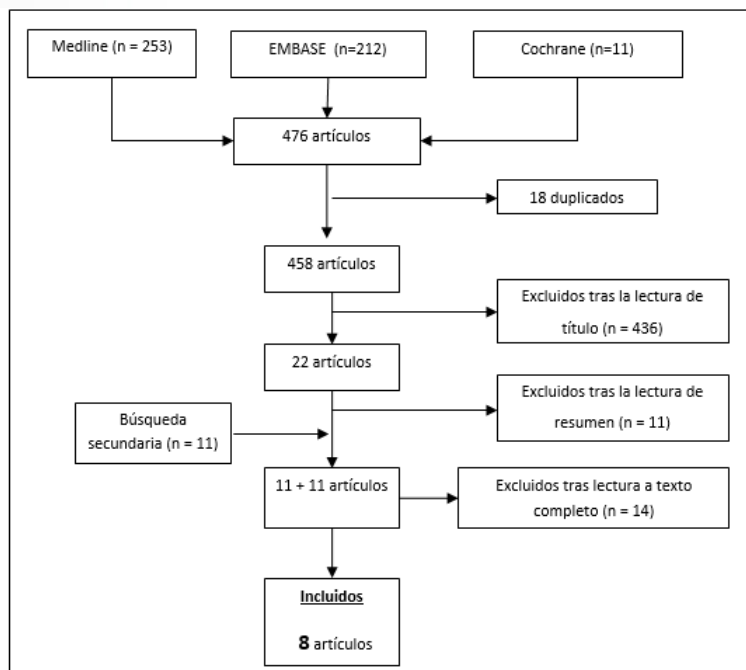 Medline (n = 253)
EMBASE (n=212)
Cochrane (n=11)
476 artículos
18 duplicados
458 artículos
Excluidos tras la lectura de
título (n = 436)
22 artículos
Excluidos tras la lectura de
resumen (n = 11)
Búsqueda
secundaria (n = 11)
11 + 11 artículos
Excluidos tras lectura a texto
completo (n = 14)
Incluidos
8 artículos